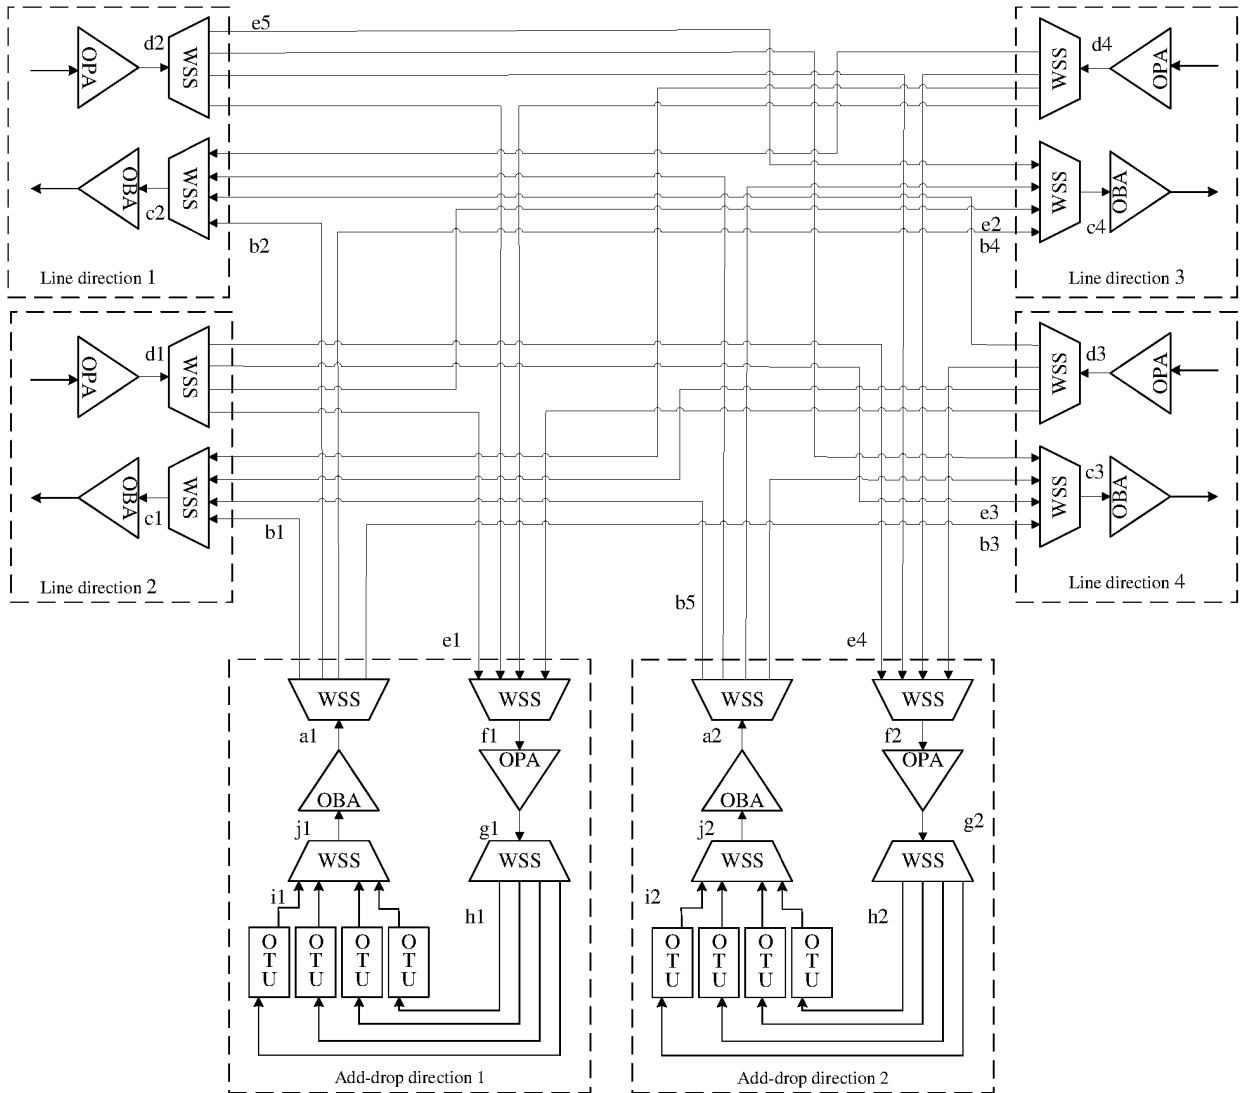 e5
OPA
d2
WSS
WSS
d4
OPA
OBA
c2
WSS
b2
Line direction 1
WSS
c4
OBA
e2
b4
Line direction 3
OPA
d1
WSS
WSS
d3
OPA
OBA
c1
WSS
b1
Line direction 2
WSS
c3
OBA
e3
b3
Line direction 4
b5
e1
e4
WSS
WSS
WSS
WSS
a1
f1
a2
f2
OBA
OPA
OBA
OPA
j1
g1
j2
g2
WSS
WSS
WSS
WSS
i1
h1
i2
h2
OTU
OTU
OTU
OTU
OTU
OTU
OTU
OTU
Add-drop direction 1
Add-drop direction 2